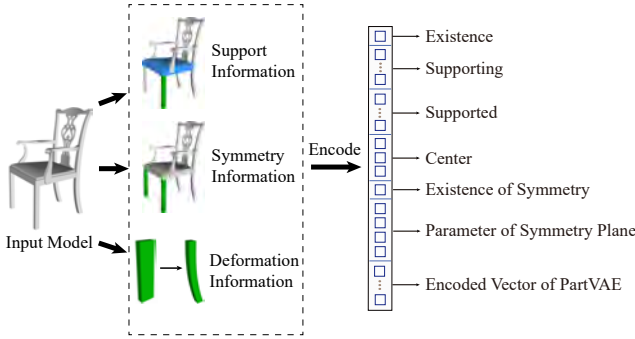 Support
Information
Symmetry
Information
Deformation
Information
Input Model
Encode
Existence
Supporting
Supported
Center
Existence of Symmetry
Parameter of Symmetry Plane
Encoded Vector of PartVAE